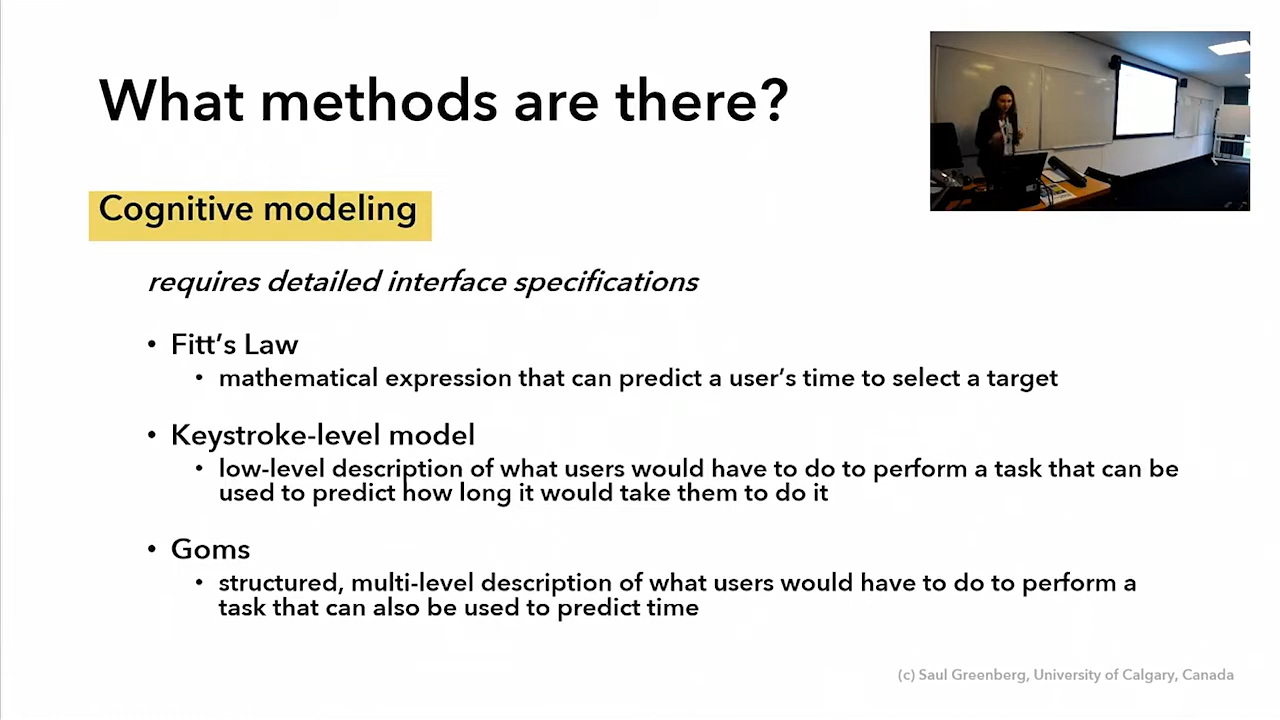 What methods are there?
Cognitive modeling
requires detailed interface specifications
• Fitt’s Law
• mathematical expression that can predict a user’s time to select a target
• Keystroke-level model
• low-level description of what users would have to do to perform a task that can be
used to predict how long it would take them to do it
• Goms
• structured, multi-level description of what users would have to do to perform a
task that can also be used to predict time
(c) Saul Greenberg, University of Calgary, Canada